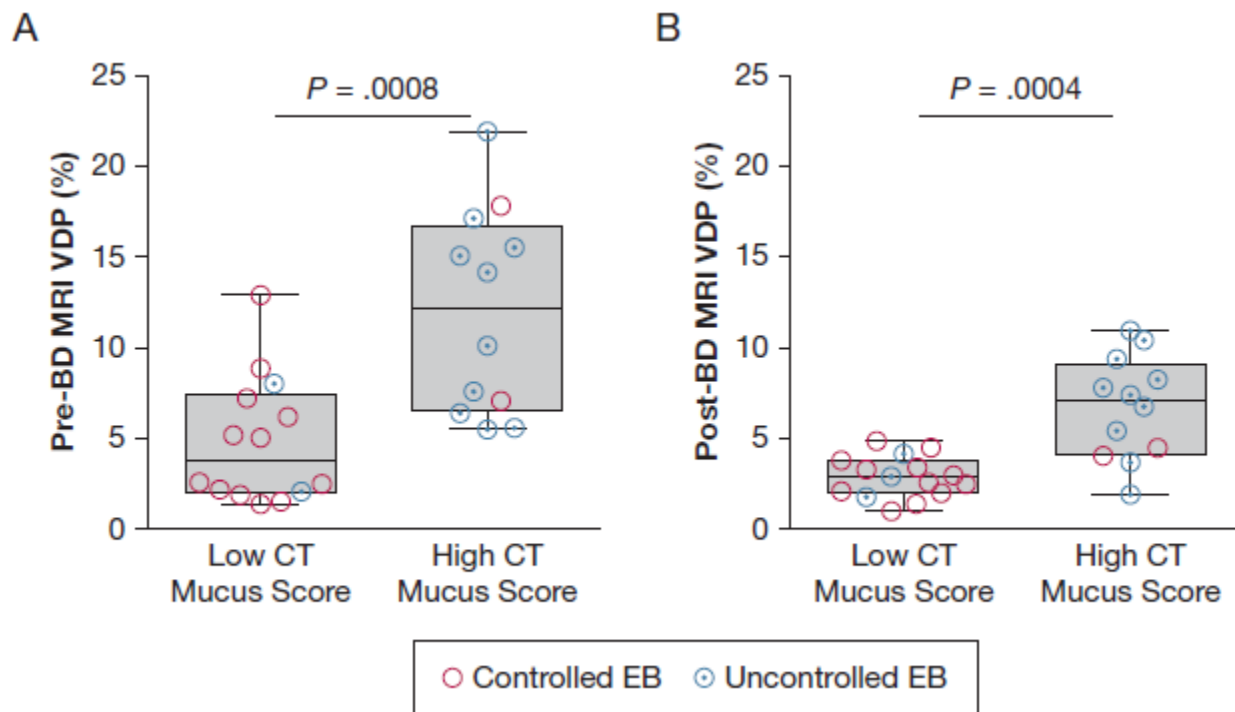 A
Pre-BD MRI VDP (%)
25
20
15
10
5
0
P = .0008
Low CT
Mucus Score
High CT
Mucus Score
B
Post-BD MRI VDP (%)
25
20
15
10
5
0
P = .0004
Low CT
Mucus Score
High CT
Mucus Score
Controlled EB
Uncontrolled EB